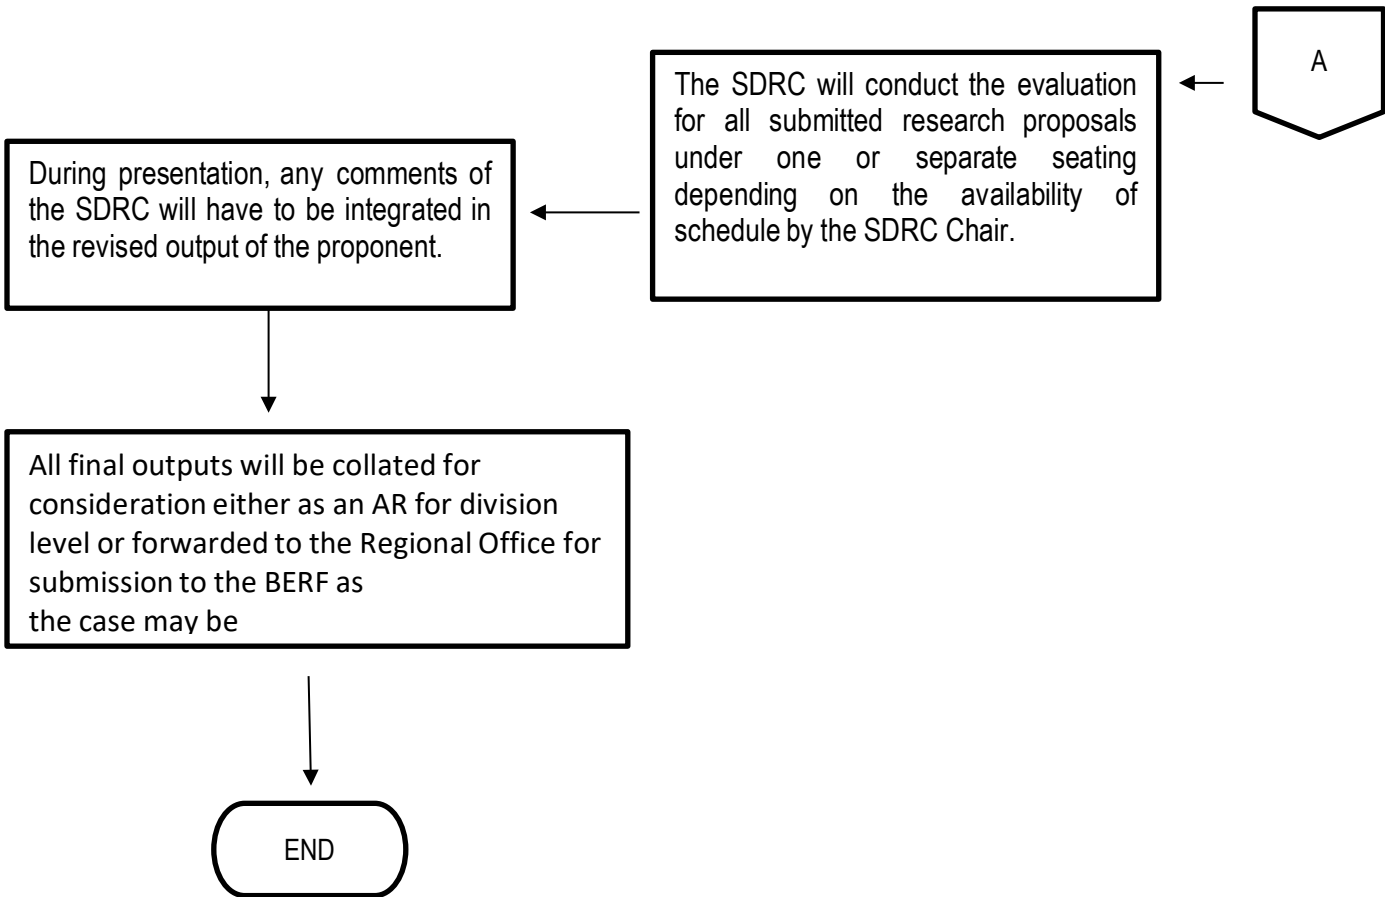 A
The SDRC will conduct the evaluation
for all submitted research proposals
under one or separate seating
depending on the availability of
schedule by the SDRC Chair.
During presentation, any comments of
the SDRC will have to be integrated in
the revised output of the proponent.
All final outputs will be collated for
consideration either as an AR for division
level or forwarded to the Regional Office for
submission to the BERF as
the case may be
END